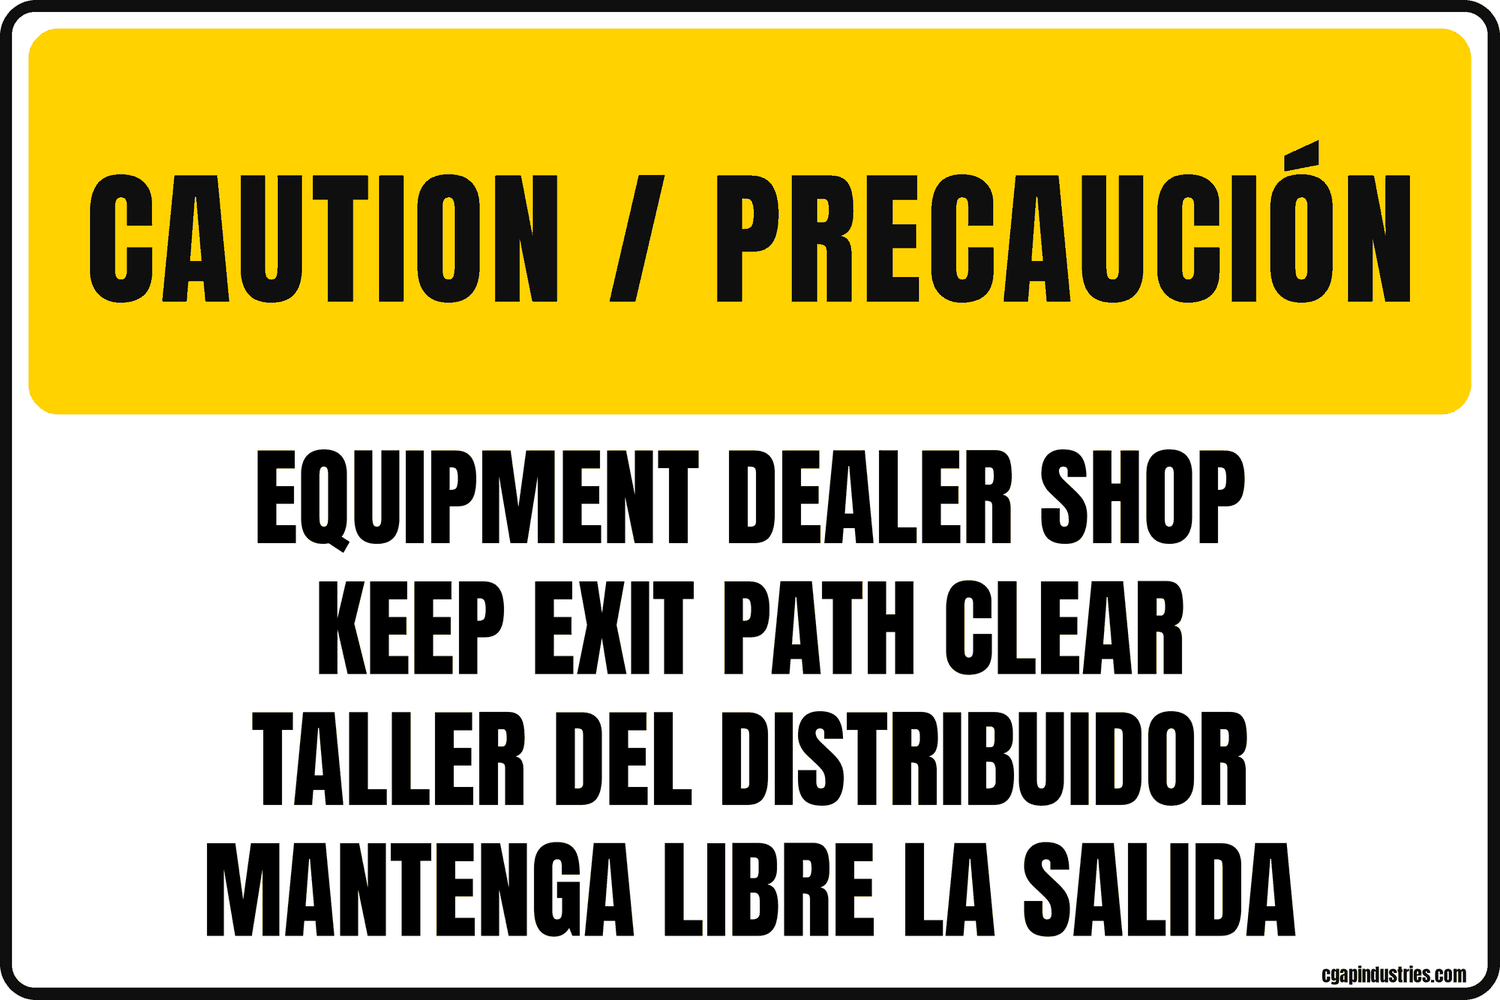 CAUTION / PRECAUCIÓN
EQUIPMENT DEALER SHOP
KEEP EXIT PATH CLEAR
TALLER DEL DISTRIBUIDOR
MANTENGA LIBRE LA SALIDA
cgapindustries.com